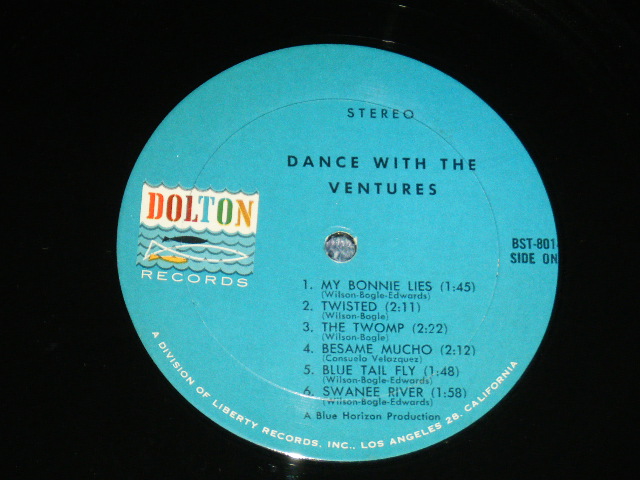 STEREO
DANCE WITH THE
VENTURES
DOLTON
RECORDS
BST-801
SIDE ON
1. MY BONNIE LIES (1:45)
(Wilson-Bogle-Edwards)
2. TWISTED (2:11)
(Wilson-Bogle)
3. THE TWOMP (2:22)
(Wilson-Bogle)
4. BESAME MUCHO (2:12)
(Consuelo Velazquez)
5. BLUE TAIL FLY (1:48)
(Wilson-Bogle-Edwards)
6. SWANEE RIVER (1:58)
(Wilson-Bogle-Edwards)
A Blue Horizon Production
A DIVISION OF LIBERTY RECORDS, INC., LOS ANGELES 28, CALIFORNIA